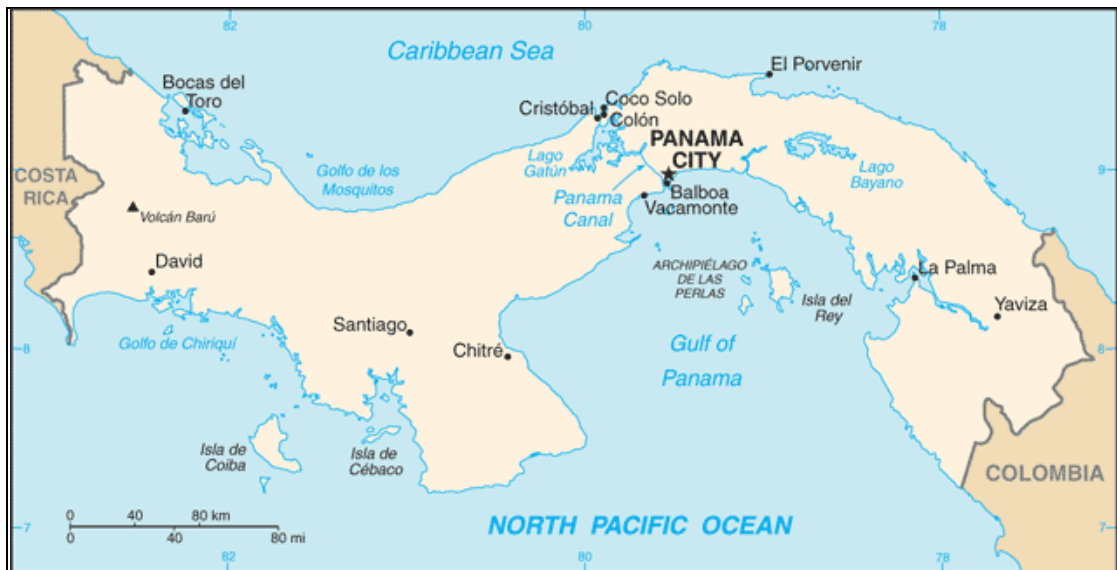 82
80
78
Caribbean Sea
El Porvenir
Bocas del
Toro
Coco Solo
Cristóbal
Colón
PANAMA
CITY
COSTA
RICA
Golfo de los
Mosquitos
Lago
Gatún
Lago
Bayano
9
9
Panama
Canal
Balboa
Vacamonte
Volcán Barú
David
ARCHIPIÉLAGO
DE LAS
PERLAS
La Palma
Isla del
Rey
Yaviza
Santiago
Golfo de Chiriquí
Chitré
8
8
Gulf of
Panama
Isla de
Coiba
Isla de
Cébaco
COLOMBIA
0 40 80 km
0 40 80 mi
7
7
NORTH PACIFIC OCEAN
82
80
78